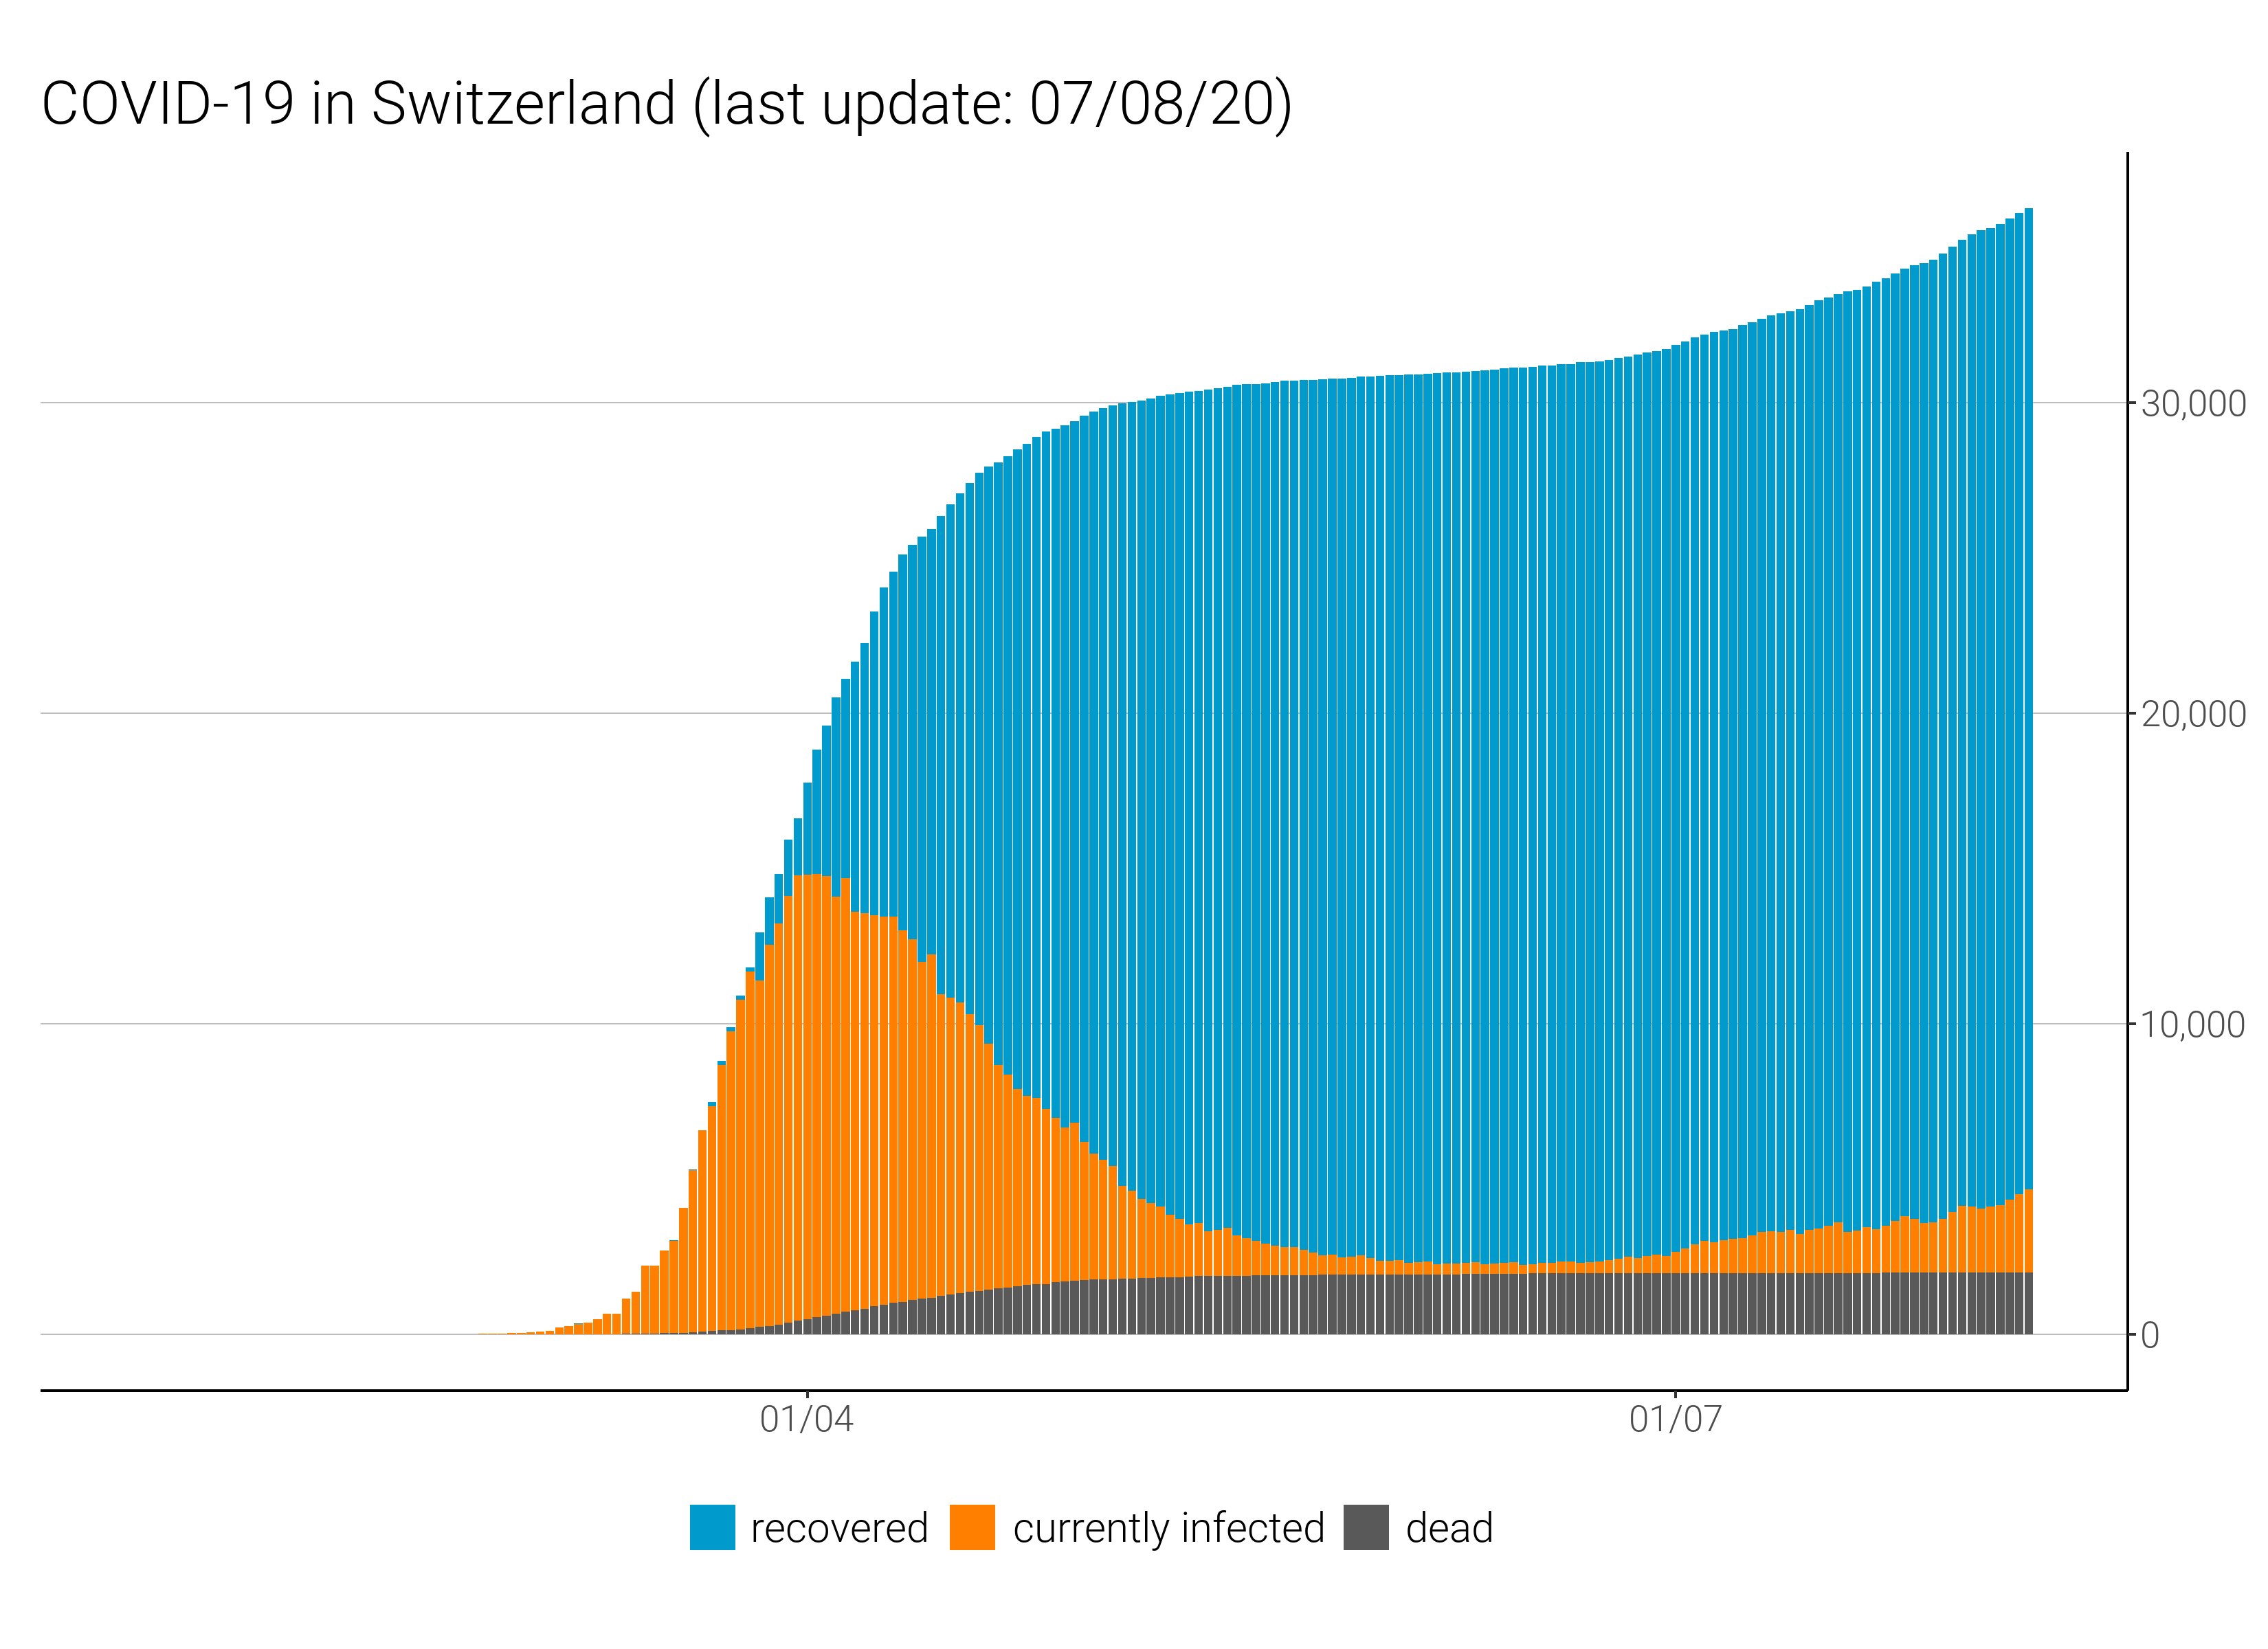 COVID-19 in Switzerland (last update: 07/08/20)
30,000
20,000
10,000
0
01/04 01/07
recovered currently infected dead